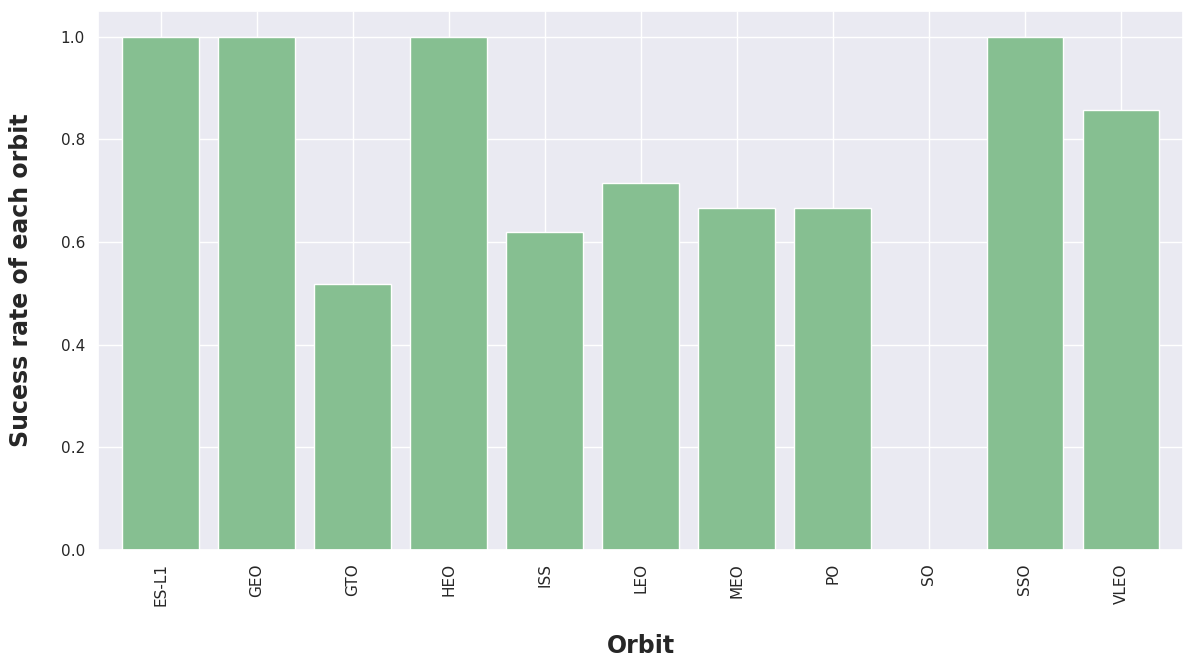 Sucess rate of each orbit
1.0
0.8
0.6
0.4
0.2
0.0
ES-L1
GEO
GTO
HEO
ISS
LEO
MEO
PO
SO
SSO
VLEO
Orbit